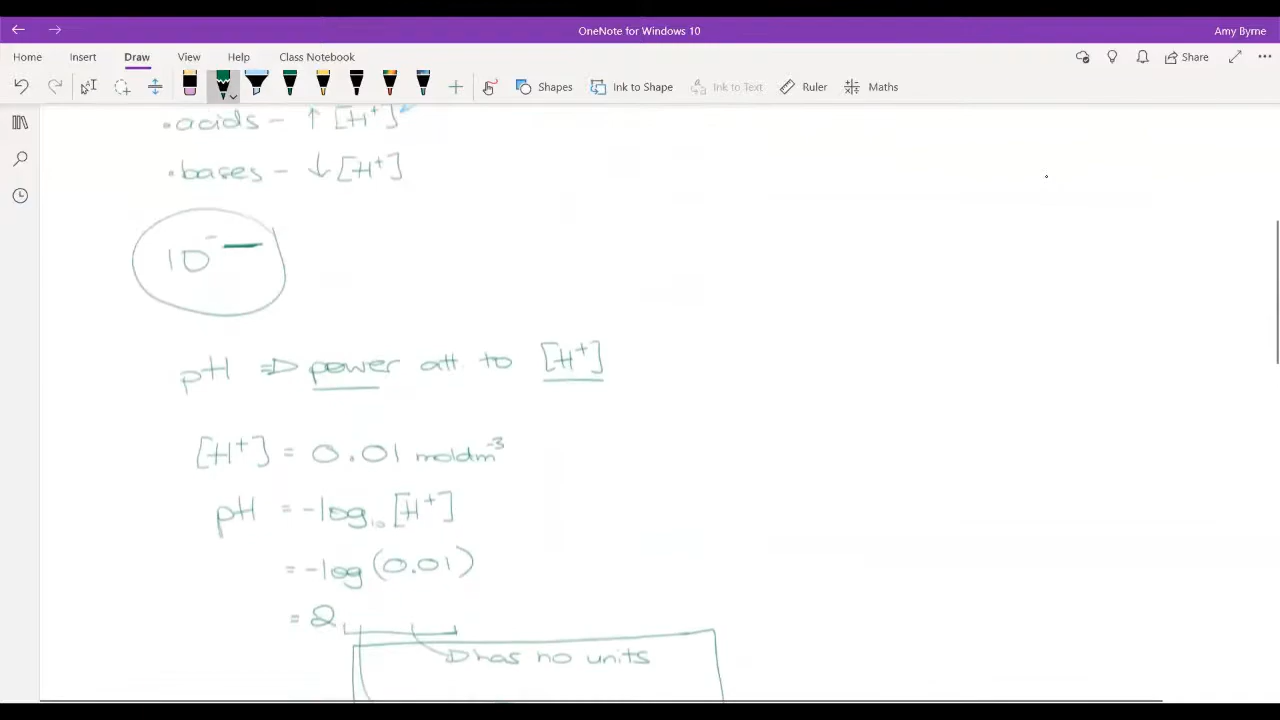 OneNote for Windows 10
Amy Byrne
Home Insert Draw View Help Class Notebook
Share
Shapes Ink to Shape Ink to Text Ruler Maths
. acids - ↑ [H⁺]
. bases - ↓ [H⁺]
10⁻
pH ⇒ power att. to [H⁺]
[H⁺] = 0.01 moldm⁻³
pH = -log₁₀ [H⁺]
= -log (0.01)
= 2
has no units